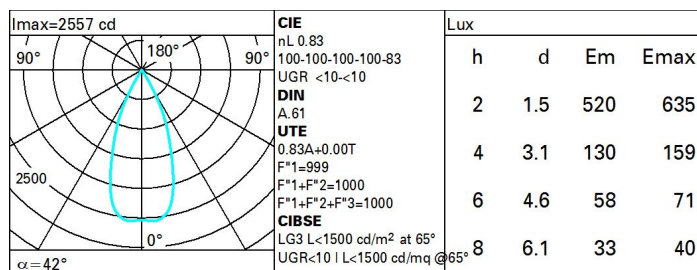 Imax=2557 cd
90°
180°
90°
2500
0°
α=42°
CIE
nL 0.83
100-100-100-100-83
UGR <10-<10
DIN
A.61
UTE
0.83A+0.00T
F"1=999
F"1+F"2=1000
F"1+F"2+F"3=1000
CIBSE
LG3 L<1500 cd/m² at 65°
UGR<10 | L<1500 cd/mq @65°
Lux
h d Em Emax
2 1.5 520 635
4 3.1 130 159
6 4.6 58 71
8 6.1 33 40